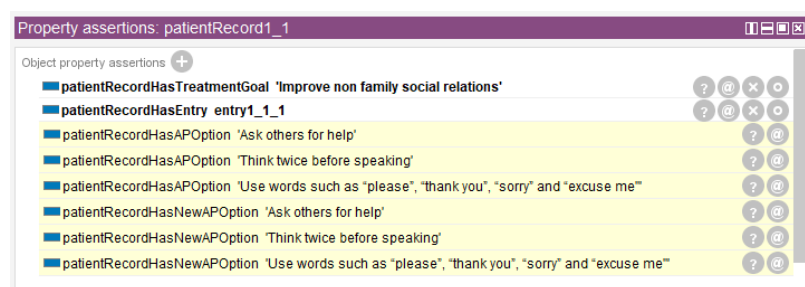 Property assertions: patientRecord1_1
Object property assertions
patientRecordHasTreatmentGoal 'Improve non family social relations'
patientRecordHasEntry entry1_1_1
patientRecordHasAPOption 'Ask others for help'
patientRecordHasAPOption 'Think twice before speaking'
patientRecordHasAPOption 'Use words such as “please”, “thank you”, “sorry” and “excuse me”'
patientRecordHasNewAPOption 'Ask others for help'
patientRecordHasNewAPOption 'Think twice before speaking'
patientRecordHasNewAPOption 'Use words such as “please”, “thank you”, “sorry” and “excuse me”'